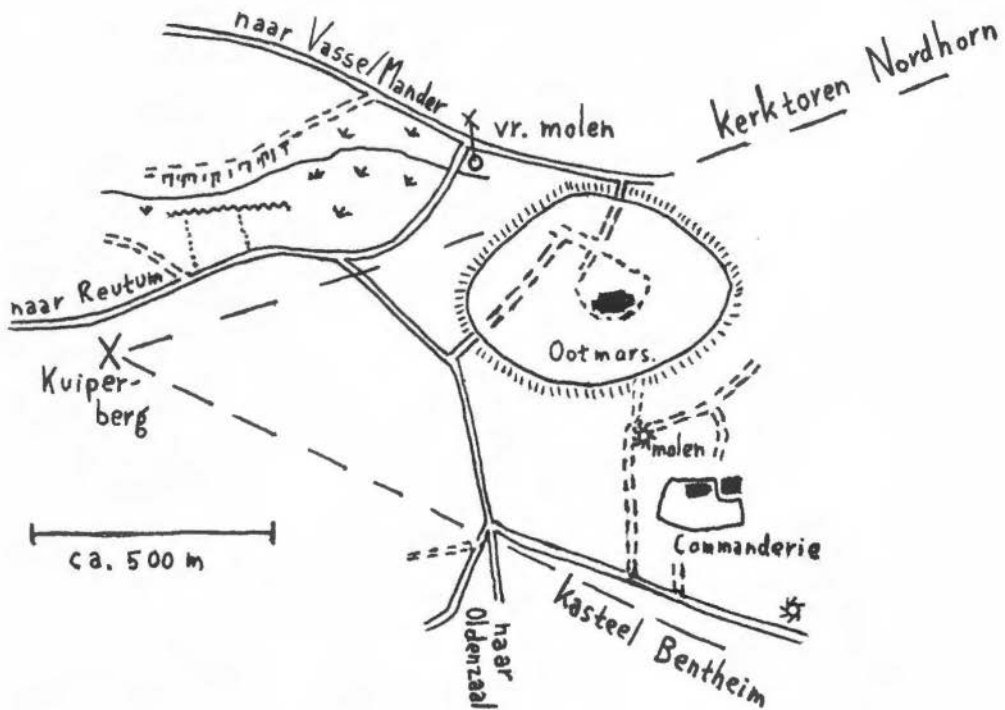 naar Vasse/Mander
Kerktoren Nordhorn
vr. molen
naar Reutum
Ootmars.
Kuiper-
berg
molen
ca. 500 m
Commanderie
Kasteel Bentheim
naar
Oldenzaal